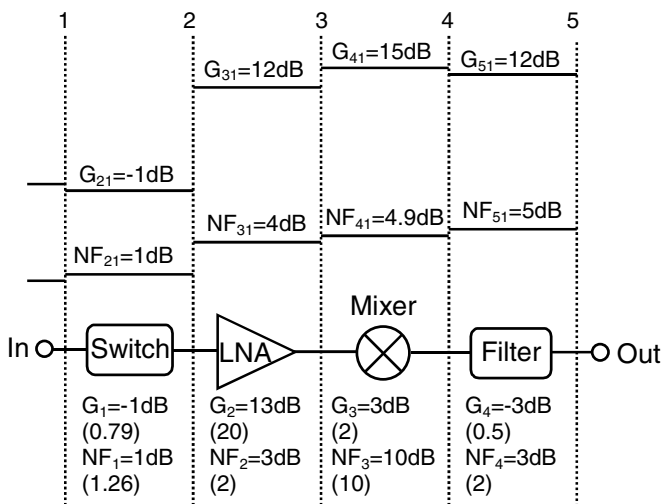 1 2 3 4 5
G₃₁=12dB
G₄₁=15dB
G₅₁=12dB
G₂₁=-1dB
NF₃₁=4dB
NF₄₁=4.9dB
NF₅₁=5dB
NF₂₁=1dB
Mixer
In
Switch
LNA
Filter
Out
G₁=-1dB
(0.79)
NF₁=1dB
(1.26)
G₂=13dB
(20)
NF₂=3dB
(2)
G₃=3dB
(2)
NF₃=10dB
(10)
G₄=-3dB
(0.5)
NF₄=3dB
(2)